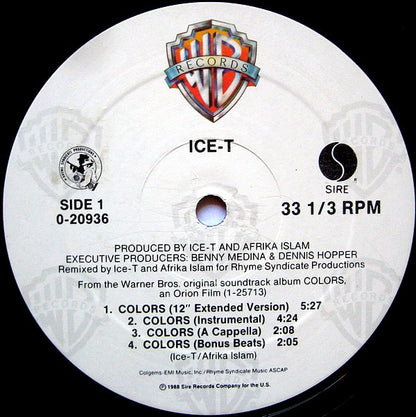 WB
RECORDS
ICE-T
SIRE
SIDE 1
0-20936
33 1/3 RPM
PRODUCED BY ICE-T AND AFRIKA ISLAM
EXECUTIVE PRODUCERS: BENNY MEDINA & DENNIS HOPPER
Remixed by Ice-T and Afrika Islam for Rhyme Syndicate Productions
From the Warner Bros. original soundtrack album COLORS,
an Orion Film (1-25713)
1. COLORS (12" Extended Version) 5:27
2. COLORS (Instrumental) 4:24
3. COLORS (A Cappella) 2:08
4. COLORS (Bonus Beats) 2:05
(Ice-T/Afrika Islam)
Colgems-EMI Music, Inc./Rhyme Syndicate Music ASCAP
℗ 1988 Sire Records Company for the U.S.